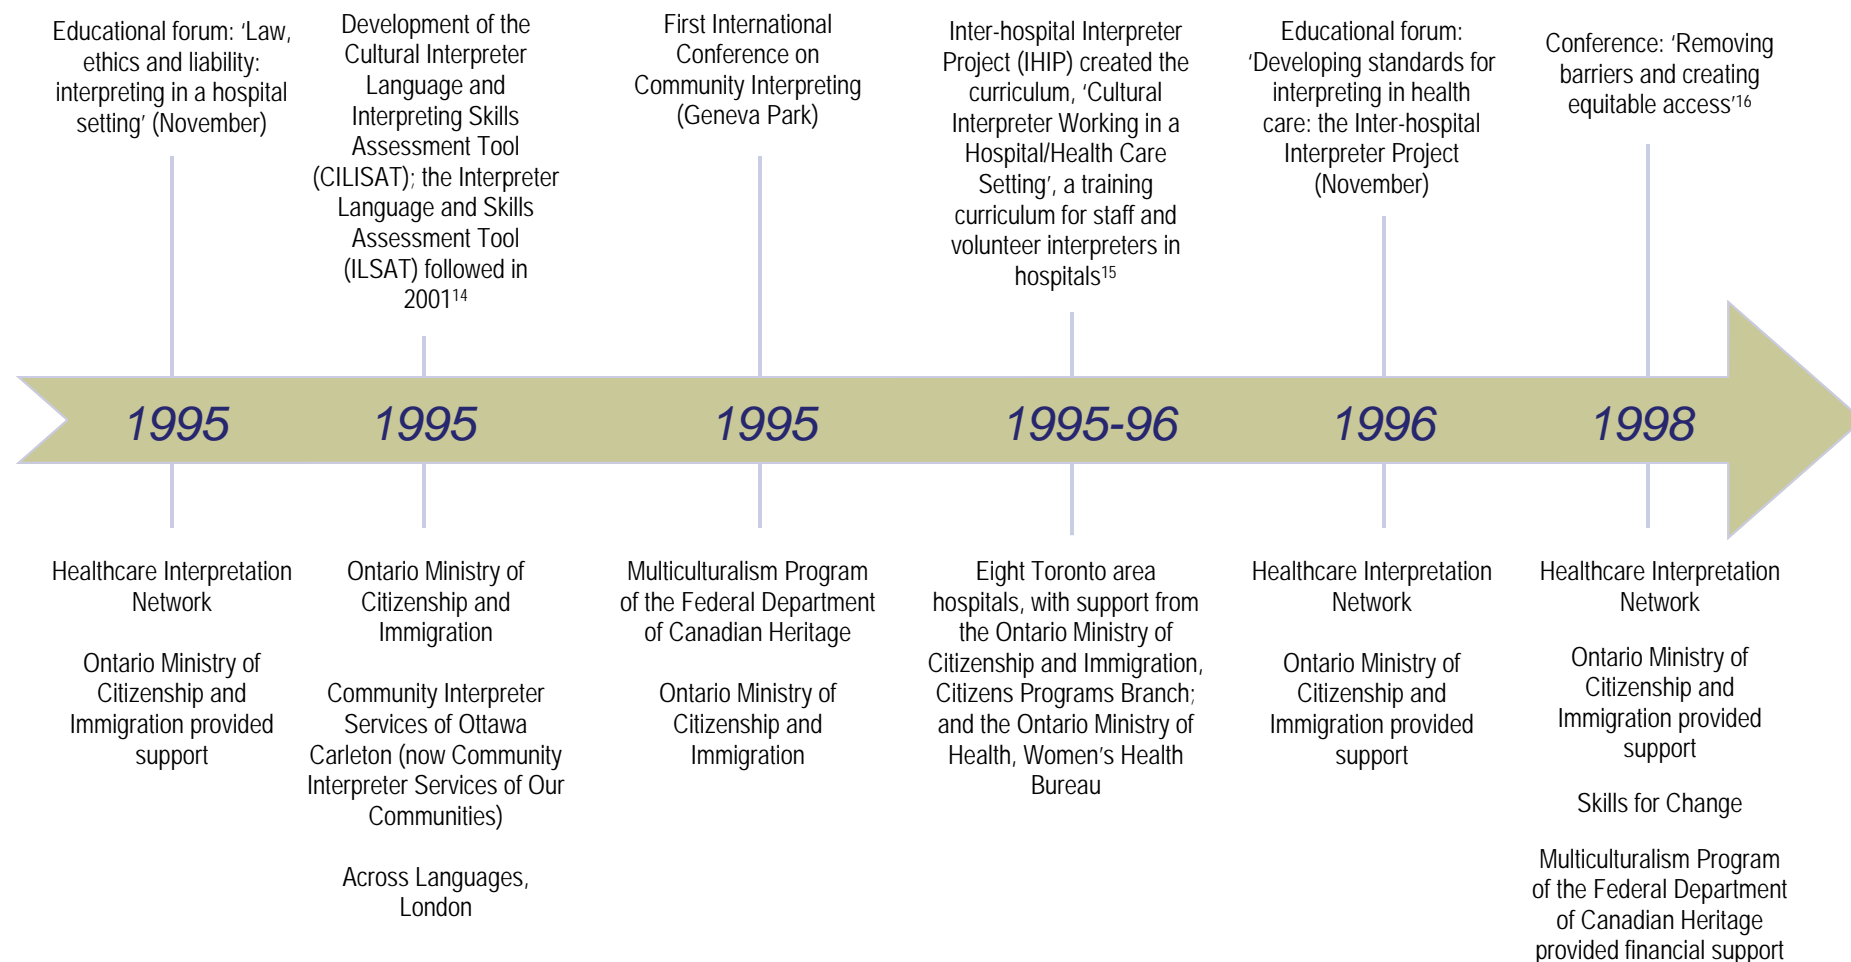 Educational forum: 'Law,
ethics and liability:
interpreting in a hospital
setting' (November)
Development of the
Cultural Interpreter
Language and
Interpreting Skills
Assessment Tool
(CILISAT); the Interpreter
Language and Skills
Assessment Tool
(ILSAT) followed in
2001¹⁴
First International
Conference on
Community Interpreting
(Geneva Park)
Inter-hospital Interpreter
Project (IHIP) created the
curriculum, 'Cultural
Interpreter Working in a
Hospital/Health Care
Setting', a training
curriculum for staff and
volunteer interpreters in
hospitals¹⁵
Educational forum:
'Developing standards for
interpreting in health
care: the Inter-hospital
Interpreter Project
(November)
Conference: 'Removing
barriers and creating
equitable access'¹⁶
1995
1995
1995
1995-96
1996
1998
Healthcare Interpretation
Network
Ontario Ministry of
Citizenship and
Immigration provided
support
Ontario Ministry of
Citizenship and
Immigration
Community Interpreter
Services of Ottawa
Carleton (now Community
Interpreter Services of Our
Communities)
Across Languages,
London
Multiculturalism Program
of the Federal Department
of Canadian Heritage
Ontario Ministry of
Citizenship and
Immigration
Eight Toronto area
hospitals, with support from
the Ontario Ministry of
Citizenship and Immigration,
Citizens Programs Branch;
and the Ontario Ministry of
Health, Women's Health
Bureau
Healthcare Interpretation
Network
Ontario Ministry of
Citizenship and
Immigration provided
support
Healthcare Interpretation
Network
Ontario Ministry of
Citizenship and
Immigration provided
support
Skills for Change
Multiculturalism Program
of the Federal Department
of Canadian Heritage
provided financial support